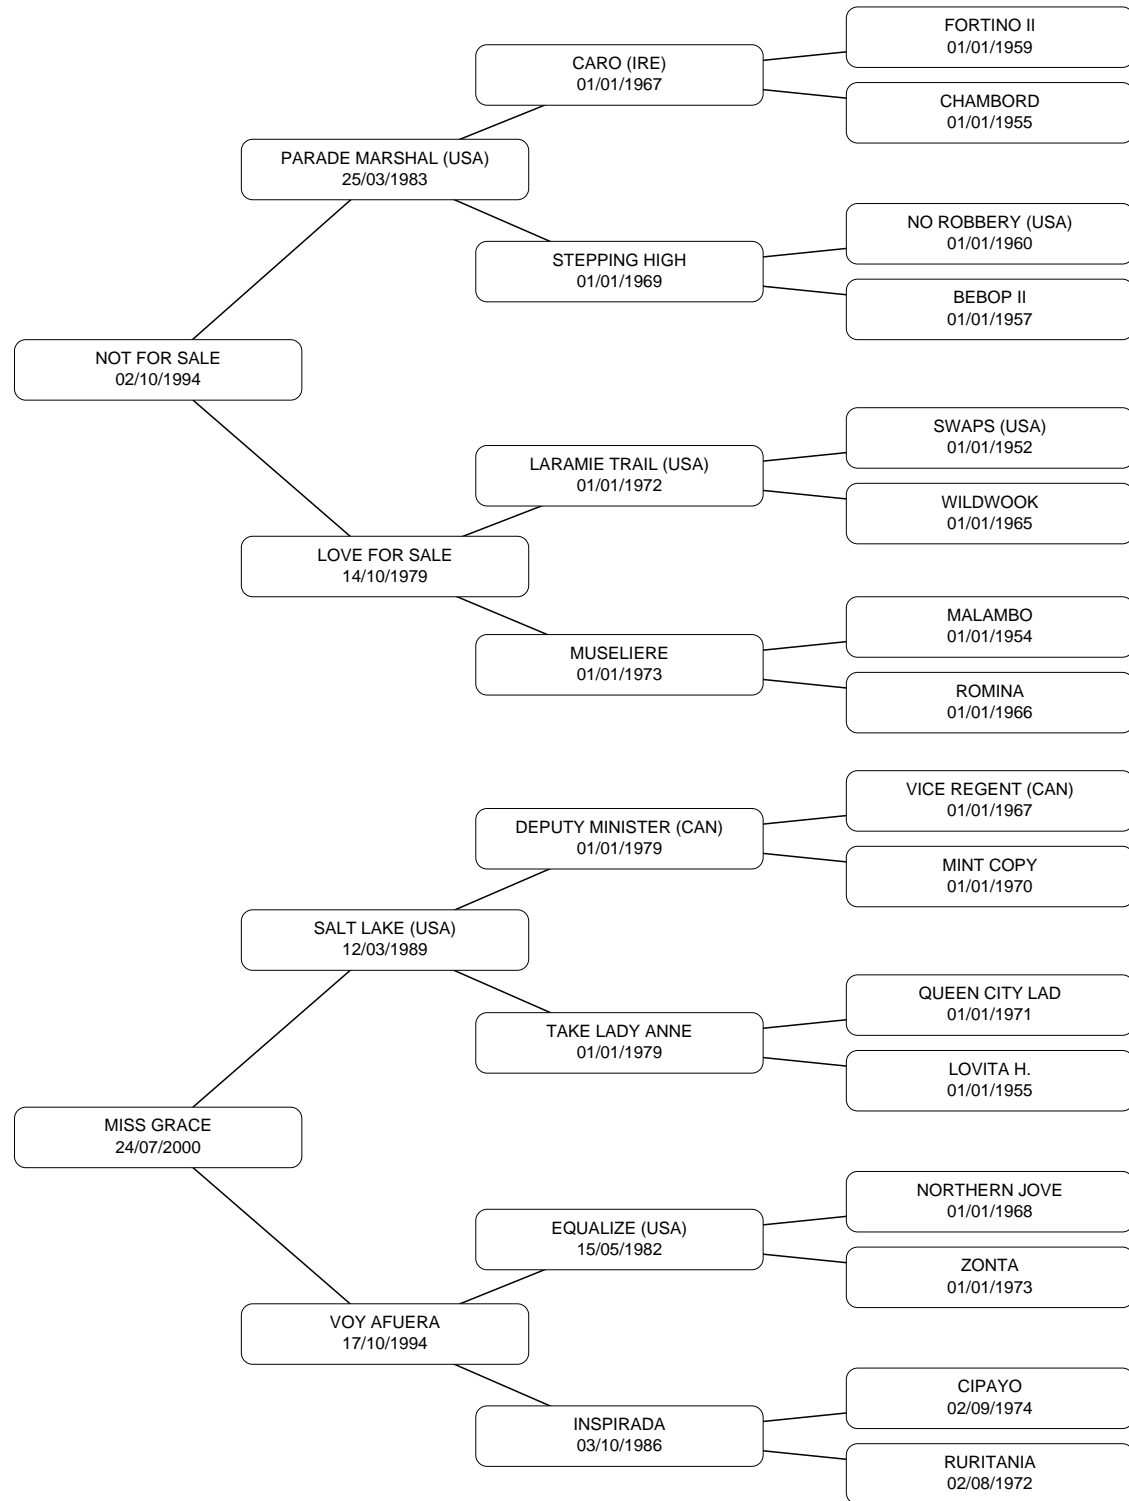 FORTINO II
01/01/1959
CARO (IRE)
01/01/1967
CHAMBORD
01/01/1955
PARADE MARSHAL (USA)
25/03/1983
NO ROBBERY (USA)
01/01/1960
STEPPING HIGH
01/01/1969
BEBOP II
01/01/1957
NOT FOR SALE
02/10/1994
SWAPS (USA)
01/01/1952
LARAMIE TRAIL (USA)
01/01/1972
WILDWOOK
01/01/1965
LOVE FOR SALE
14/10/1979
MALAMBO
01/01/1954
MUSELIERE
01/01/1973
ROMINA
01/01/1966
VICE REGENT (CAN)
01/01/1967
DEPUTY MINISTER (CAN)
01/01/1979
MINT COPY
01/01/1970
SALT LAKE (USA)
12/03/1989
QUEEN CITY LAD
01/01/1971
TAKE LADY ANNE
01/01/1979
LOVITA H.
01/01/1955
MISS GRACE
24/07/2000
NORTHERN JOVE
01/01/1968
EQUALIZE (USA)
15/05/1982
ZONTA
01/01/1973
VOY AFUERA
17/10/1994
CIPAYO
02/09/1974
INSPIRADA
03/10/1986
RURITANIA
02/08/1972